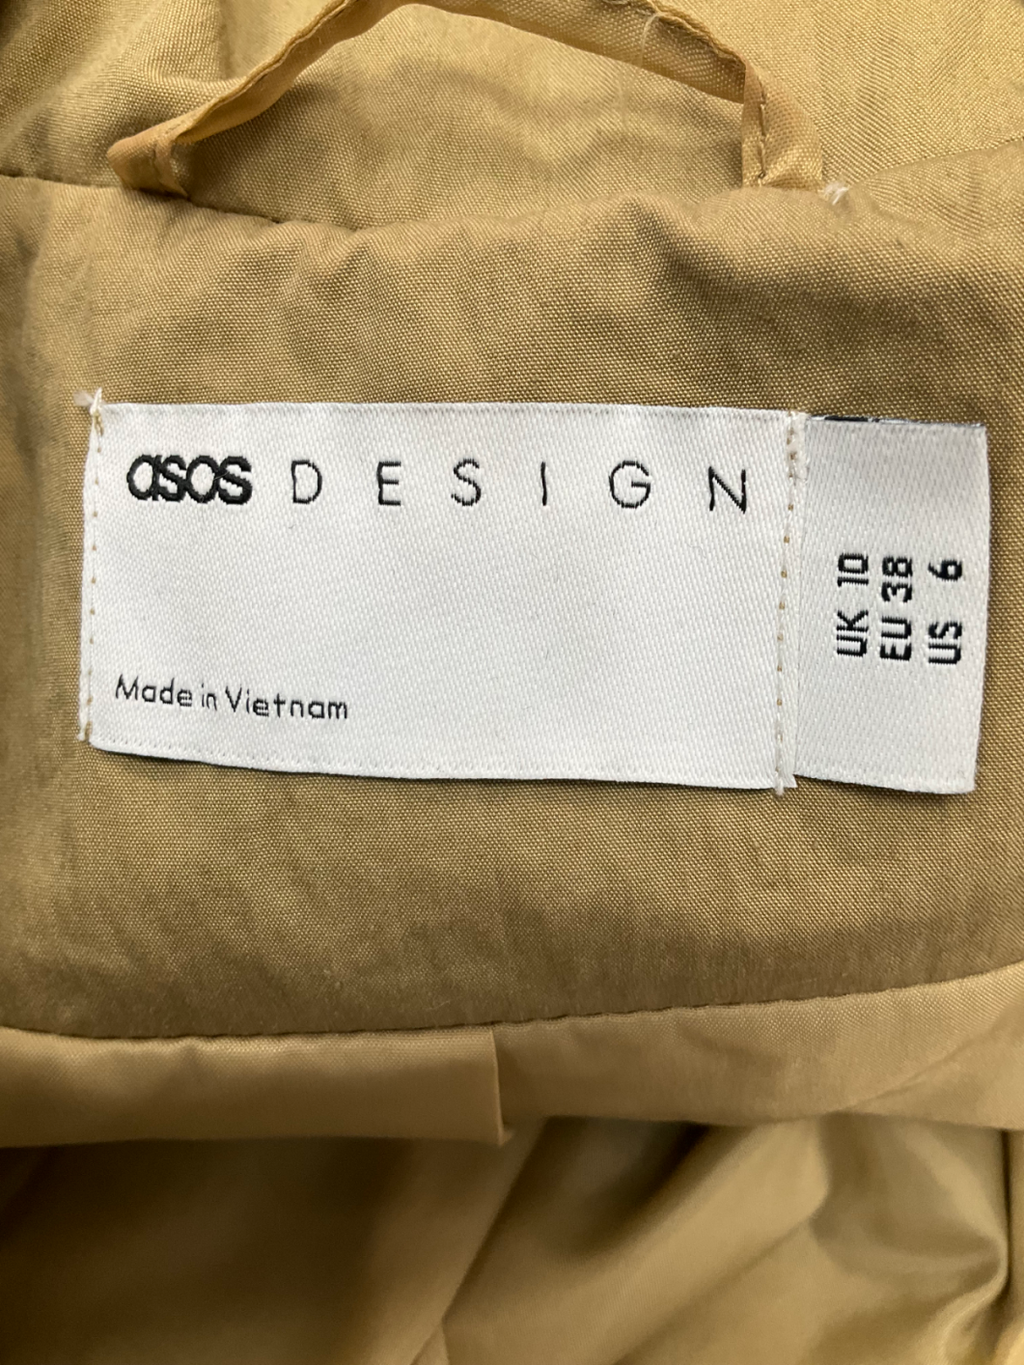 asos DESIGN
Made in Vietnam
UK 10
EU 38
US 6